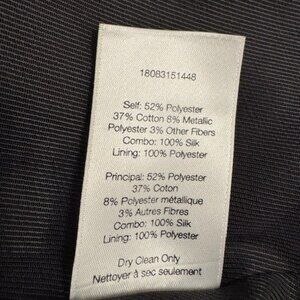 18083151448
Self: 52% Polyester
37% Cotton 8% Metallic
Polyester 3% Other Fibers
Combo: 100% Silk
Lining: 100% Polyester
Principal: 52% Polyester
37% Coton
8% Polyester métallique
3% Autres Fibres
Combo: 100% Silk
Lining: 100% Polyester
Dry Clean Only
Nettoyer à sec seulement